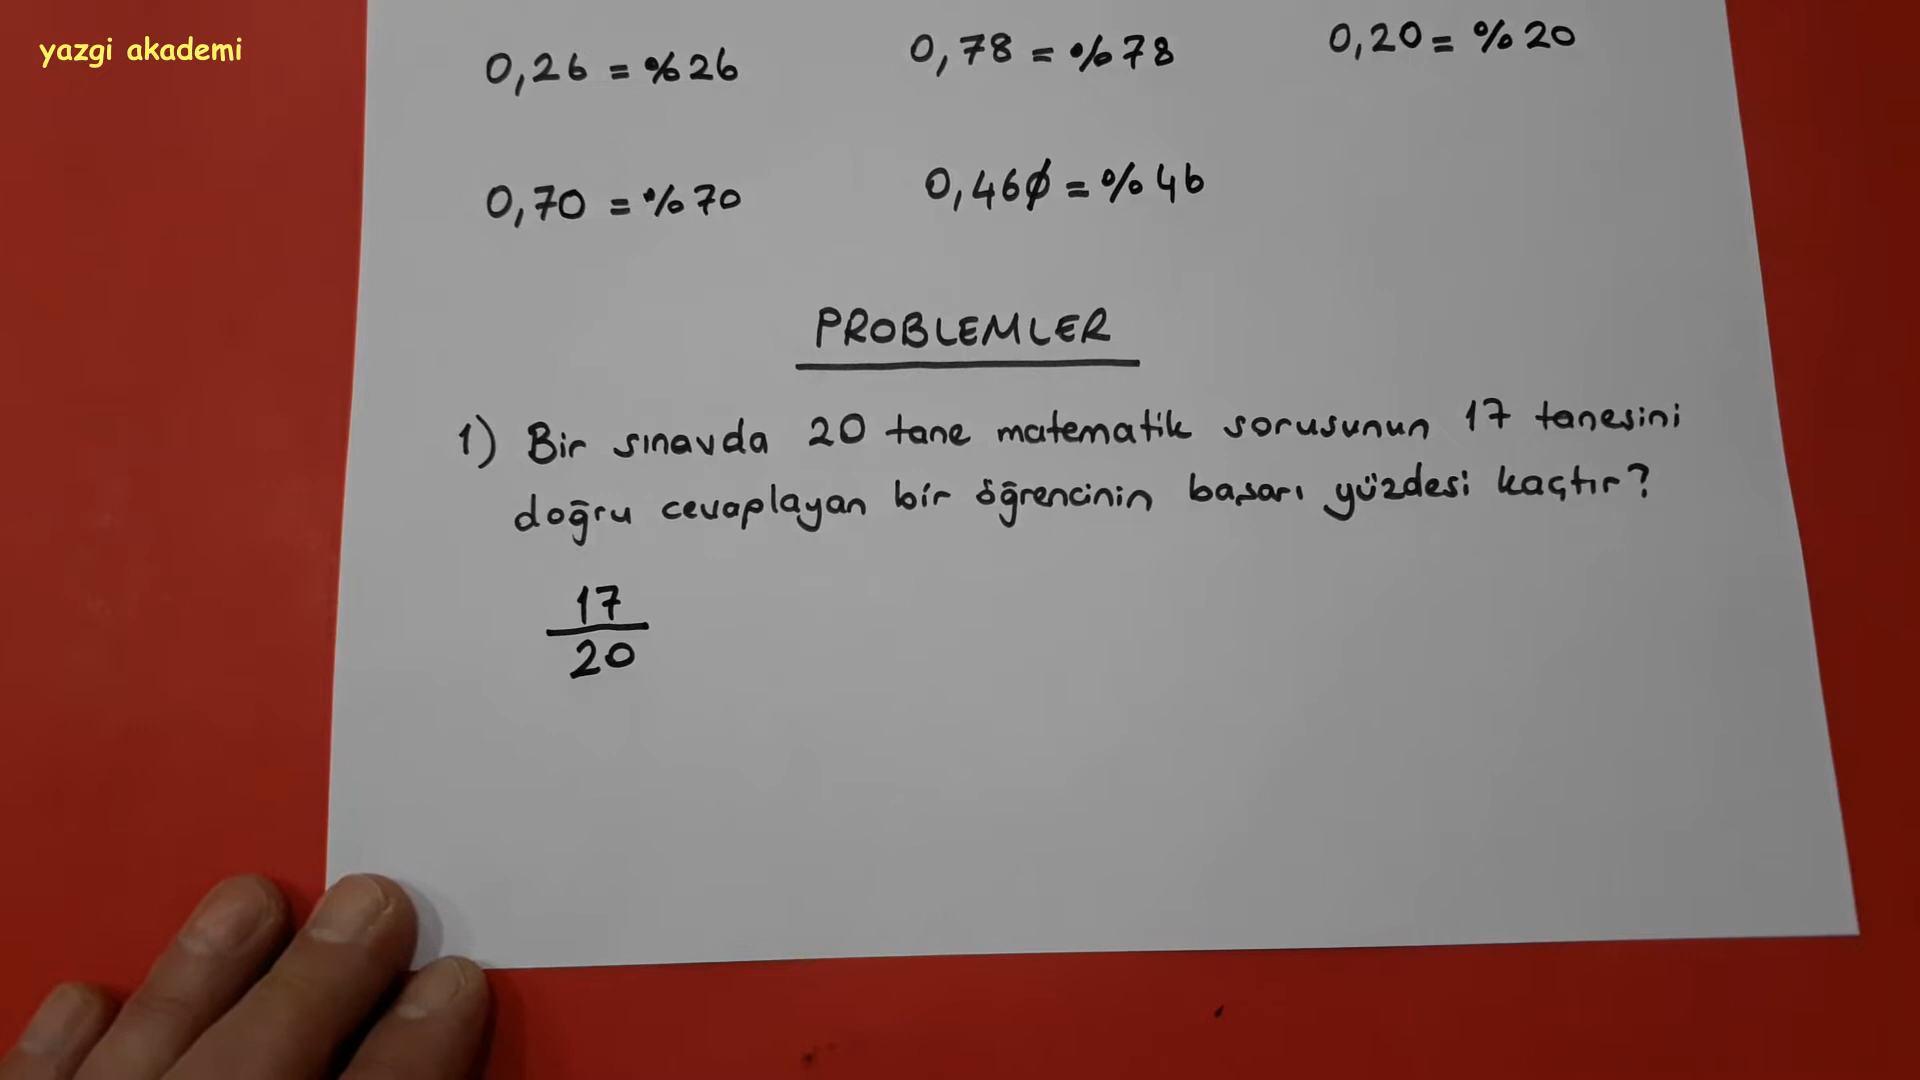 yazgi akademi
0,26 = %26
0,78 = %78
0,20 = %20
0,70 = %70
0,460 = %46
PROBLEMLER
1) Bir sınavda 20 tane matematik sorusunun 17 tanesini
doğru cevaplayan bir öğrencinin başarı yüzdesi kaçtır?
17
20